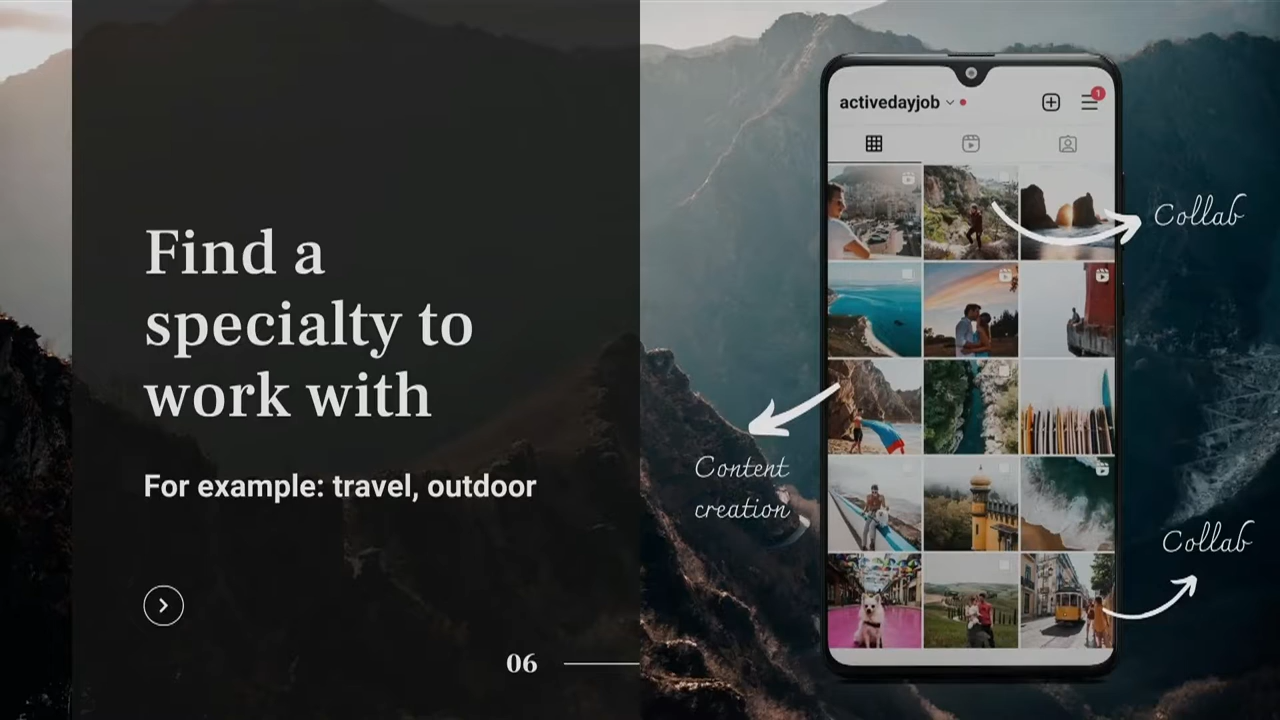 Find a
specialty to
work with
For example: travel, outdoor
06
activedayjob
1
Collab
Content
creation
Collab